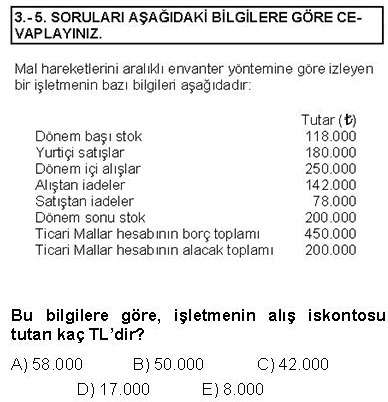 3.-5. SORULARI AŞAĞIDAKİ BİLGİLERE GÖRE CE-
VAPLAYINIZ.
Mal hareketlerini aralıklı envanter yöntemine göre izleyen
bir işletmenin bazı bilgileri aşağıdadır:
Tutar (₺)
Dönem başı stok 118.000
Yurtiçi satışlar 180.000
Dönem içi alışlar 250.000
Alıştan iadeler 142.000
Satıştan iadeler 78.000
Dönem sonu stok 200.000
Ticari Mallar hesabının borç toplamı 450.000
Ticari Mallar hesabının alacak toplamı 200.000
Bu bilgilere göre, işletmenin alış iskontosu
tutarı kaç TL'dir?
A) 58.000 B) 50.000 C) 42.000
D) 17.000 E) 8.000